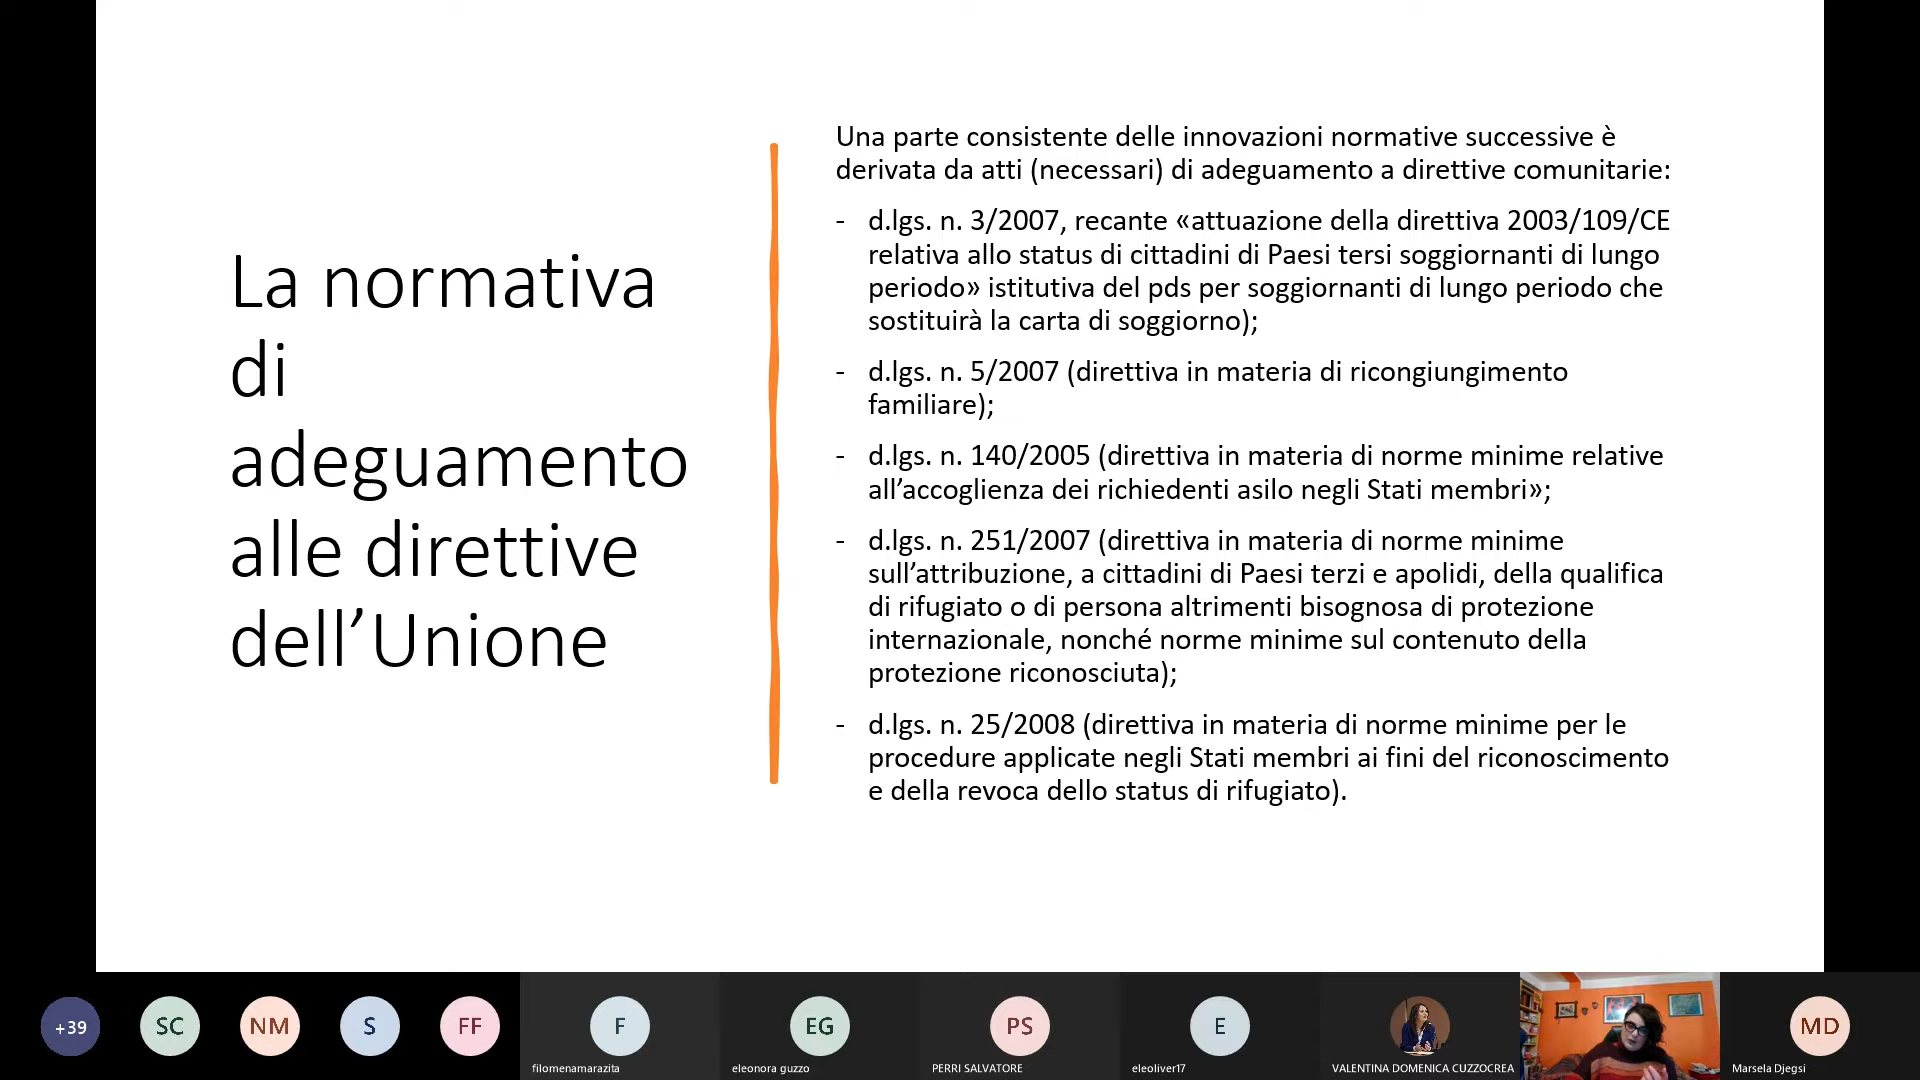 La normativa
di
adeguamento
alle direttive
dell’Unione
Una parte consistente delle innovazioni normative successive è
derivata da atti (necessari) di adeguamento a direttive comunitarie:
- d.lgs. n. 3/2007, recante «attuazione della direttiva 2003/109/CE
relativa allo status di cittadini di Paesi tersi soggiornanti di lungo
periodo» istitutiva del pds per soggiornanti di lungo periodo che
sostituirà la carta di soggiorno);
- d.lgs. n. 5/2007 (direttiva in materia di ricongiungimento
familiare);
- d.lgs. n. 140/2005 (direttiva in materia di norme minime relative
all’accoglienza dei richiedenti asilo negli Stati membri»;
- d.lgs. n. 251/2007 (direttiva in materia di norme minime
sull’attribuzione, a cittadini di Paesi terzi e apolidi, della qualifica
di rifugiato o di persona altrimenti bisognosa di protezione
internazionale, nonché norme minime sul contenuto della
protezione riconosciuta);
- d.lgs. n. 25/2008 (direttiva in materia di norme minime per le
procedure applicate negli Stati membri ai fini del riconoscimento
e della revoca dello status di rifugiato).
+39
SC
NM
S
FF
F
filomenamarazita
EG
eleonora guzzo
PS
PERRI SALVATORE
E
eleoliver17
VALENTINA DOMENICA CUZZOCREA
MD
Marsela Djegsi